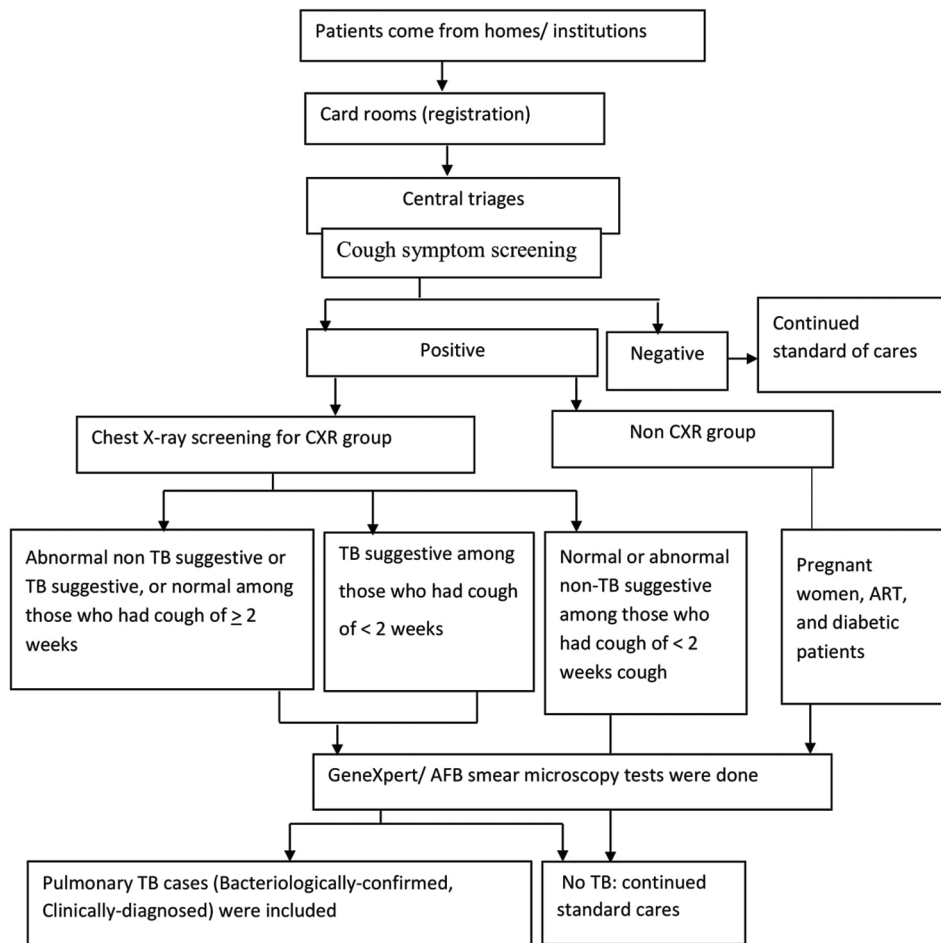 Patients come from homes/ institutions
Card rooms (registration)
Central triages
Cough symptom screening
Positive
Negative
Continued
standard of cares
Chest X-ray screening for CXR group
Non CXR group
Abnormal non TB suggestive or
TB suggestive, or normal among
those who had cough of ≥ 2
weeks
TB suggestive among
those who had cough
of < 2 weeks
Normal or abnormal
non-TB suggestive
among those who
had cough of < 2
weeks cough
Pregnant
women, ART,
and diabetic
patients
GeneXpert/ AFB smear microscopy tests were done
Pulmonary TB cases (Bacteriologically-confirmed,
Clinically-diagnosed) were included
No TB: continued
standard cares